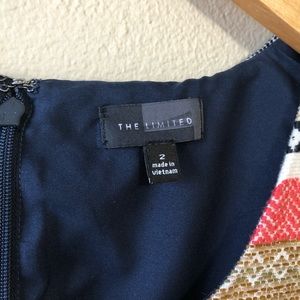 THE LIMITED
2
made in
vietnam